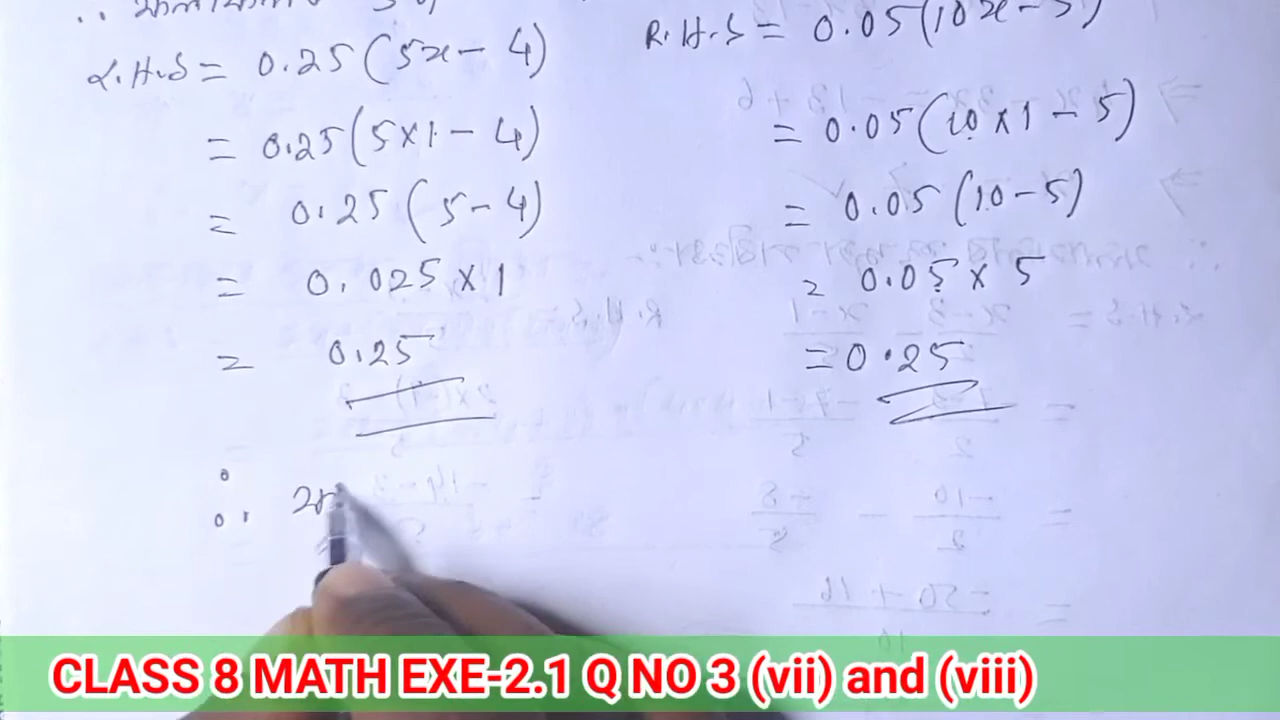 L.H.S = 0.25 (5x - 4)
= 0.25 (5×1 - 4)
= 0.25 (5 - 4)
= 0.025 × 1
= 0.25
R.H.S = 0.05 (10x - 5)
= 0.05 (10×1 - 5)
= 0.05 (10 - 5)
= 0.05 × 5
= 0.25
∴
CLASS 8 MATH EXE-2.1 Q NO 3 (vii) and (viii)